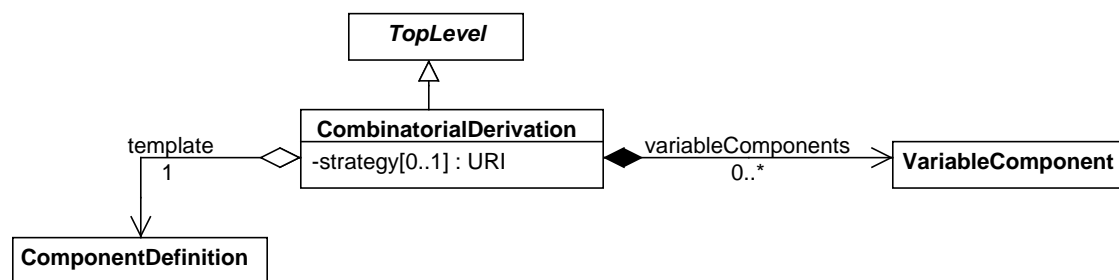 TopLevel
CombinatorialDerivation
-strategy[0..1] : URI
template
1
variableComponents
0..*
VariableComponent
ComponentDefinition